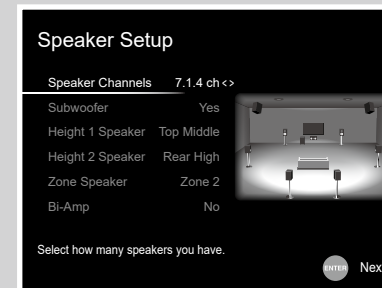 Speaker Setup
Speaker Channels 7.1.4 ch <>
Subwoofer Yes
Height 1 Speaker Top Middle
Height 2 Speaker Rear High
Zone Speaker Zone 2
Bi-Amp No
Select how many speakers you have.
ENTER Nex